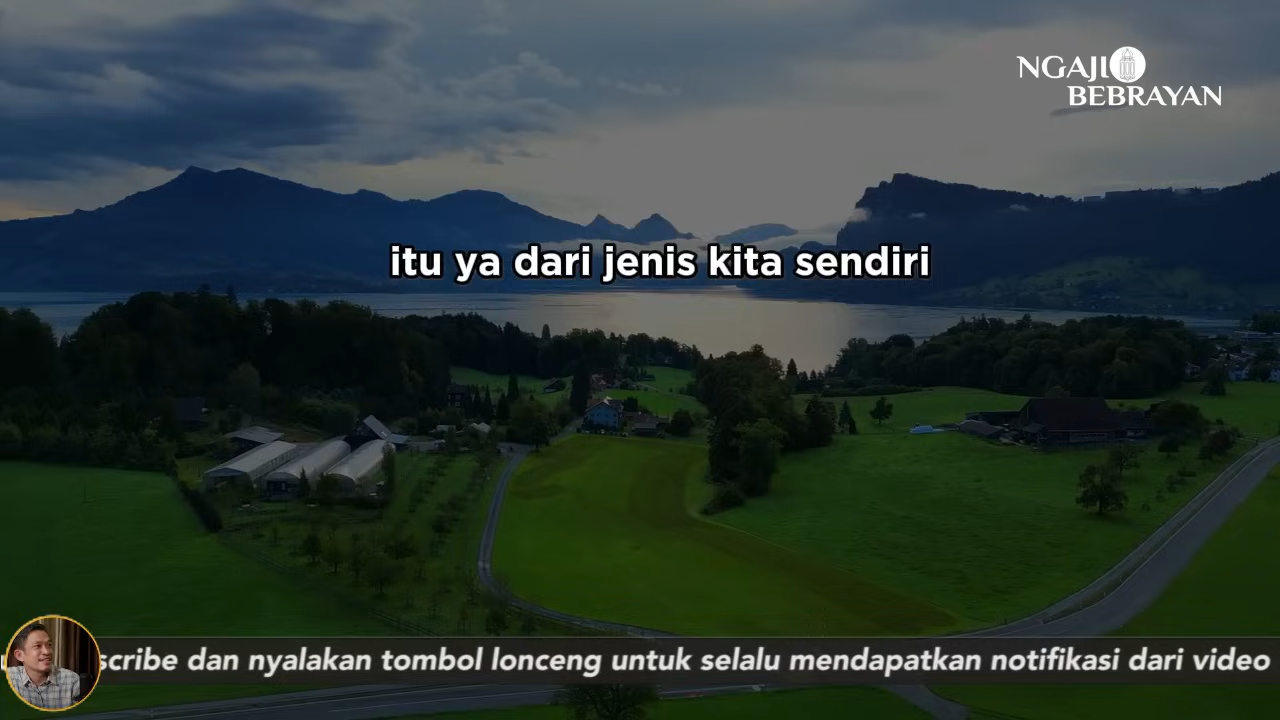 NGAJI
BEBRAYAN
itu ya dari jenis kita sendiri
scribe dan nyalakan tombol lonceng untuk selalu mendapatkan notifikasi dari video